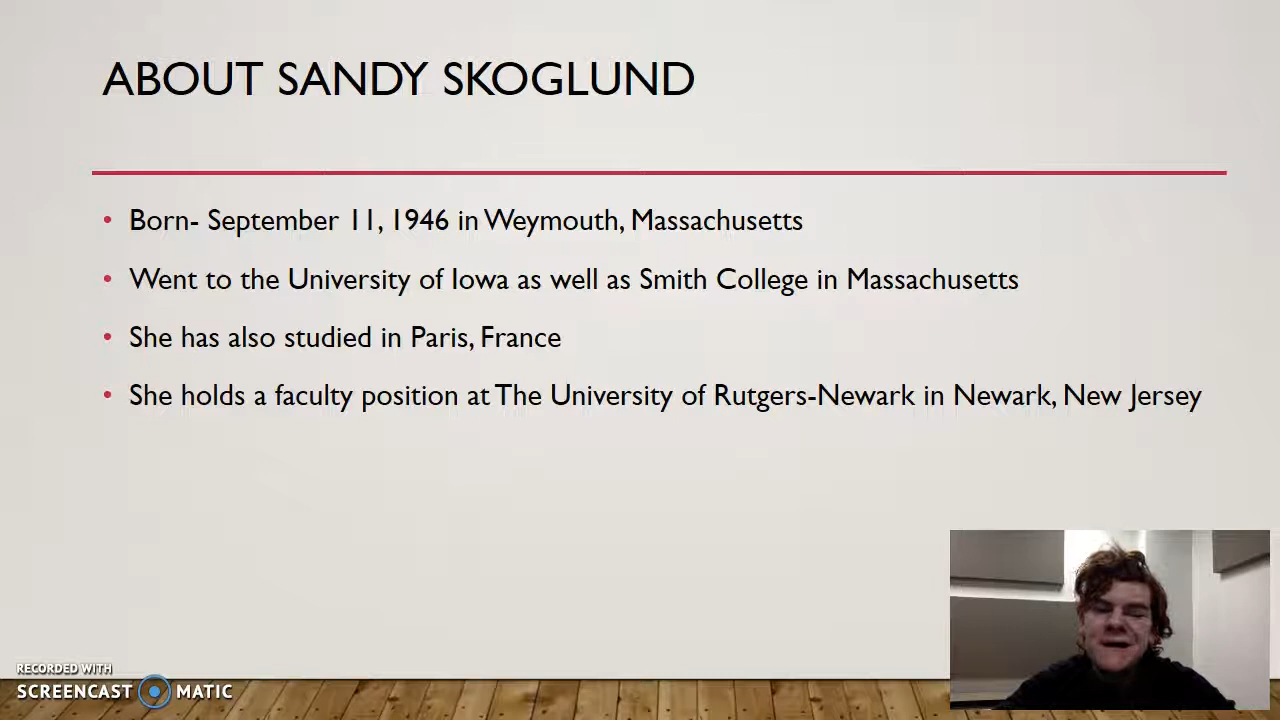 ABOUT SANDY SKOGLUND
• Born- September 11, 1946 in Weymouth, Massachusetts
• Went to the University of Iowa as well as Smith College in Massachusetts
• She has also studied in Paris, France
• She holds a faculty position at The University of Rutgers-Newark in Newark, New Jersey
RECORDED WITH
SCREENCAST MATIC